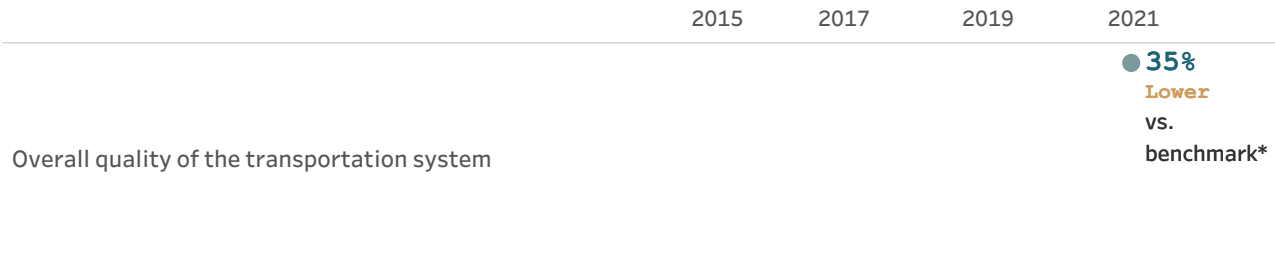 2015 2017 2019 2021
35%
Lower
vs.
benchmark*
Overall quality of the transportation system